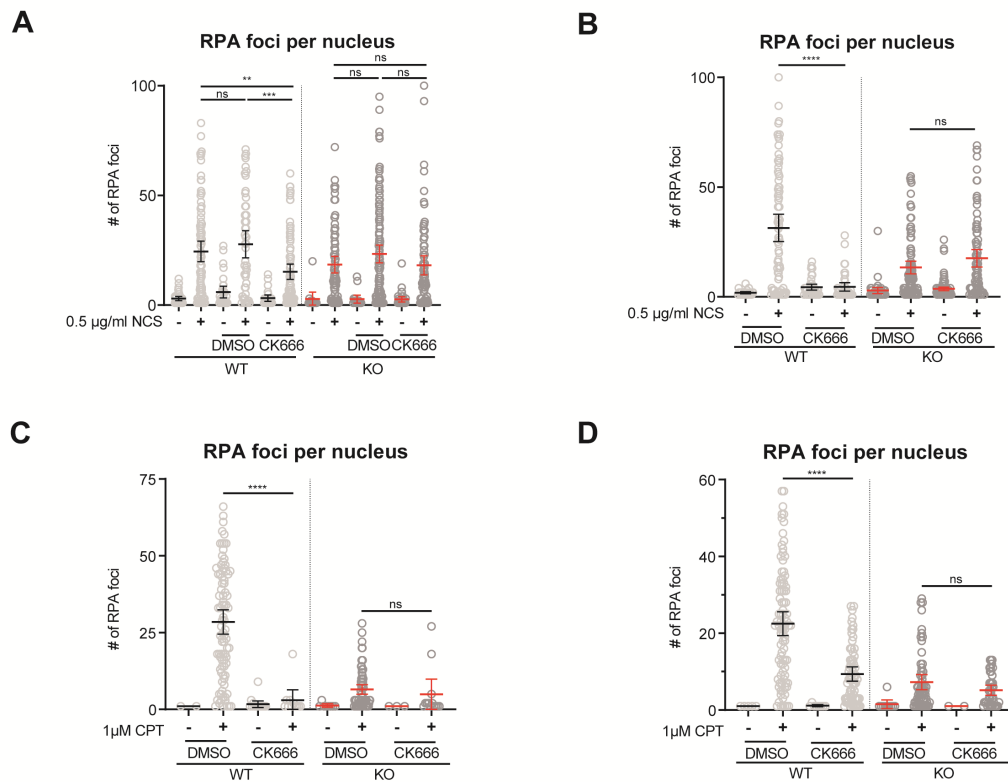 A
RPA foci per nucleus
ns
**
ns
ns
ns
***
100
50
0
# of RPA foci
0.5 µg/ml NCS
- + - + - + - + - + - +
DMSO CK666 DMSO CK666
WT KO
B
RPA foci per nucleus
****
ns
100
50
0
# of RPA foci
0.5 µg/ml NCS
- + - + - + - +
DMSO CK666 DMSO CK666
WT KO
C
RPA foci per nucleus
****
ns
75
50
25
0
# of RPA foci
1µM CPT
- + - + - + - +
DMSO CK666 DMSO CK666
WT KO
D
RPA foci per nucleus
****
ns
60
40
20
0
# of RPA foci
1µM CPT
- + - + - + - +
DMSO CK666 DMSO CK666
WT KO